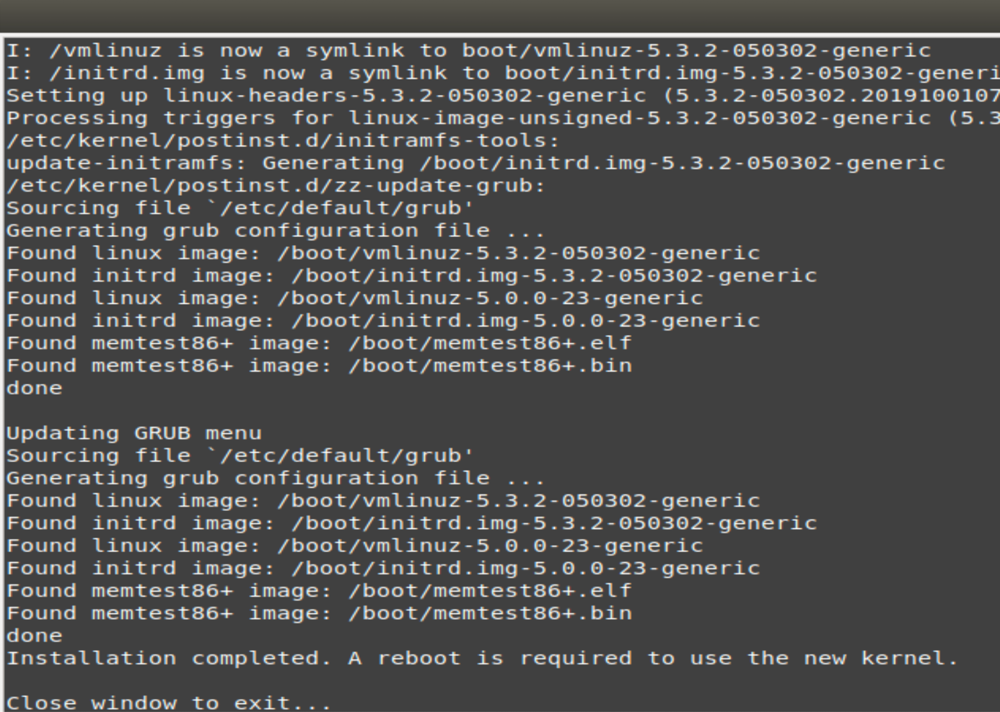 I: /vmlinuz is now a symlink to boot/vmlinuz-5.3.2-050302-generic
I: /initrd.img is now a symlink to boot/initrd.img-5.3.2-050302-generi
Setting up linux-headers-5.3.2-050302-generic (5.3.2-050302.2019100107
Processing triggers for linux-image-unsigned-5.3.2-050302-generic (5.3
/etc/kernel/postinst.d/initramfs-tools:
update-initramfs: Generating /boot/initrd.img-5.3.2-050302-generic
/etc/kernel/postinst.d/zz-update-grub:
Sourcing file `/etc/default/grub'
Generating grub configuration file ...
Found linux image: /boot/vmlinuz-5.3.2-050302-generic
Found initrd image: /boot/initrd.img-5.3.2-050302-generic
Found linux image: /boot/vmlinuz-5.0.0-23-generic
Found initrd image: /boot/initrd.img-5.0.0-23-generic
Found memtest86+ image: /boot/memtest86+.elf
Found memtest86+ image: /boot/memtest86+.bin
done
Updating GRUB menu
Sourcing file `/etc/default/grub'
Generating grub configuration file ...
Found linux image: /boot/vmlinuz-5.3.2-050302-generic
Found initrd image: /boot/initrd.img-5.3.2-050302-generic
Found linux image: /boot/vmlinuz-5.0.0-23-generic
Found initrd image: /boot/initrd.img-5.0.0-23-generic
Found memtest86+ image: /boot/memtest86+.elf
Found memtest86+ image: /boot/memtest86+.bin
done
Installation completed. A reboot is required to use the new kernel.
Close window to exit...